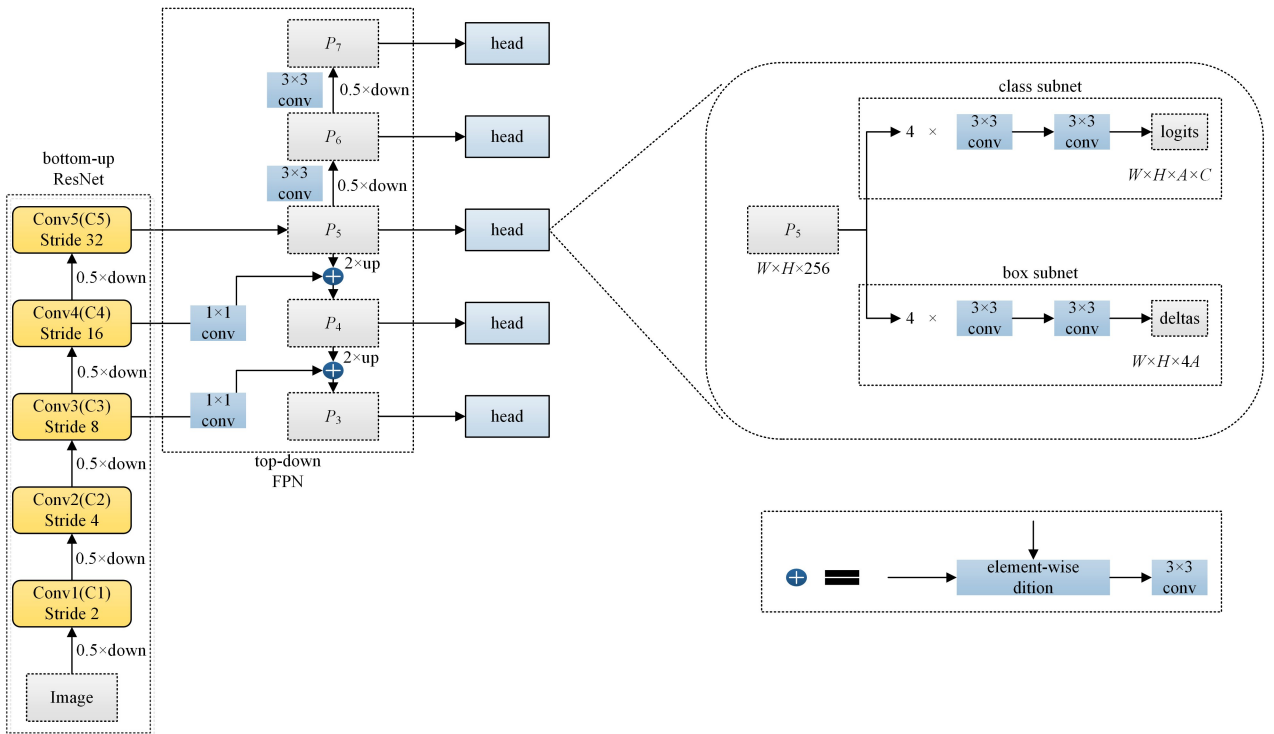 bottom-up
ResNet
Conv5(C5)
Stride 32
0.5×down
Conv4(C4)
Stride 16
0.5×down
Conv3(C3)
Stride 8
0.5×down
Conv2(C2)
Stride 4
0.5×down
Conv1(C1)
Stride 2
0.5×down
Image
P7
3×3
conv
0.5×down
P6
3×3
conv
0.5×down
P5
2×up
1×1
conv
P4
2×up
1×1
conv
P3
top-down
FPN
head
head
head
head
head
class subnet
4 ×
3×3
conv
3×3
conv
logits
W×H×A×C
P5
W×H×256
box subnet
4 ×
3×3
conv
3×3
conv
deltas
W×H×4A
element-wise
dition
3×3
conv